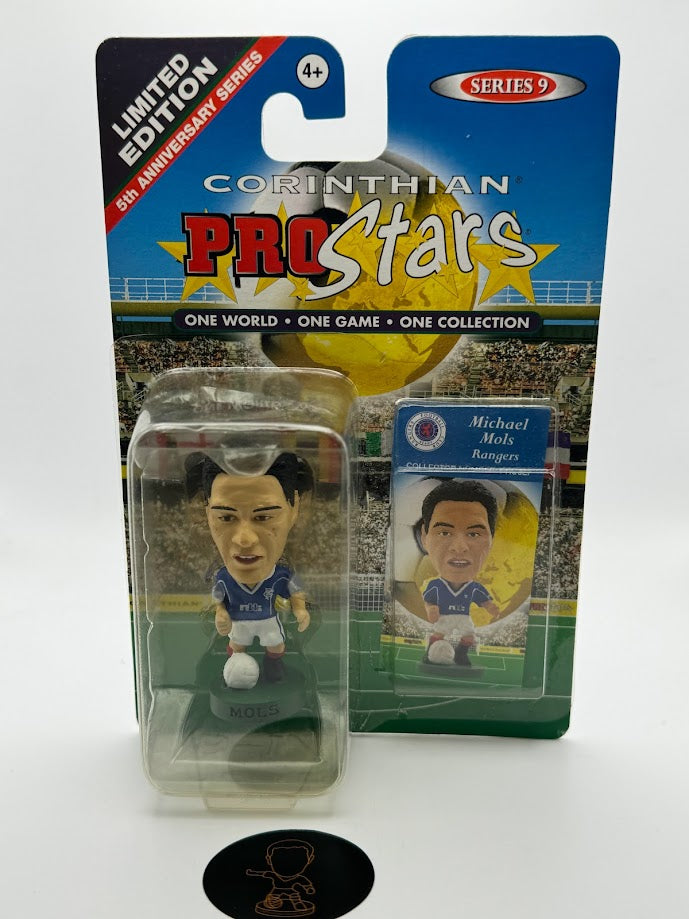 LIMITED
EDITION
5th ANNIVERSARY SERIES
4+
SERIES 9
CORINTHIAN®
PROStars
ONE WORLD • ONE GAME • ONE COLLECTION
Michael
Mols
Rangers
ntl:
MOLS